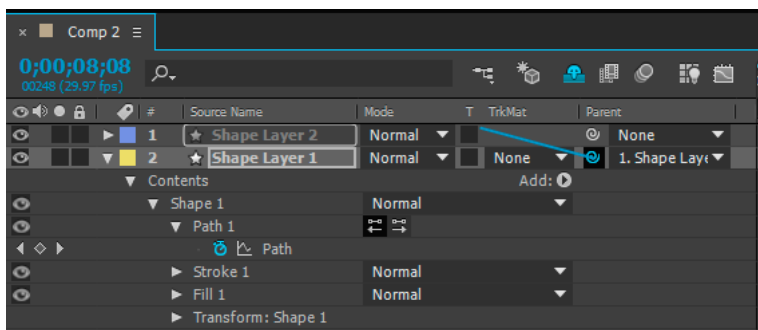 × Comp 2 ≡
0;00;08;08
00248 (29.97 fps)
# Source Name Mode T TrkMat Parent
1 Shape Layer 2 Normal None
2 Shape Layer 1 Normal None 1. Shape Laye
Contents Add:
Shape 1 Normal
Path 1
Path
Stroke 1 Normal
Fill 1 Normal
Transform: Shape 1